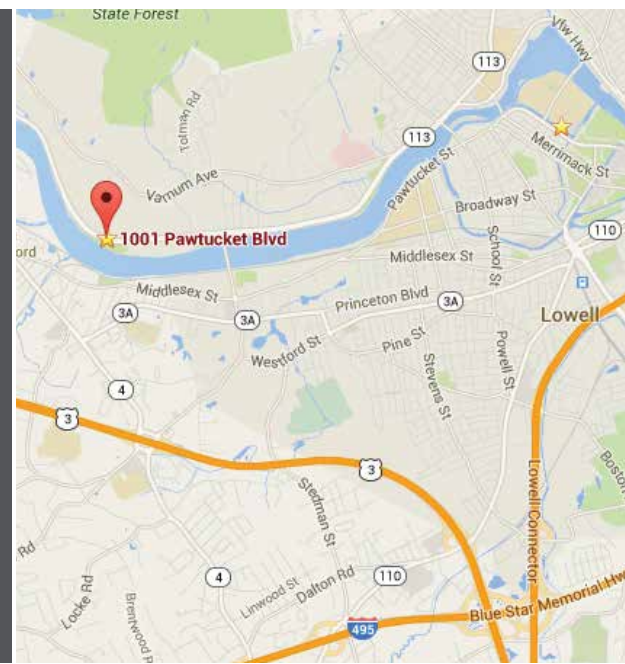 State Forest
Vfw Hwy
113
Tolman Rd
113
Merrimack St
Varnum Ave
Pawtucket St
Broadway St
1001 Pawtucket Blvd
School St
110
ord
Middlesex St
Middlesex St
Princeton Blvd
3A
3A
3A
Lowell
Westford St
Pine St
Powell St
Stevens St
4
3
3
Lowell Connector
Boston
Stedman St
Rd
4
Linwood St
Dalton Rd
110
Locke Rd
Brentwood R
Blue Star Memorial Hw
495